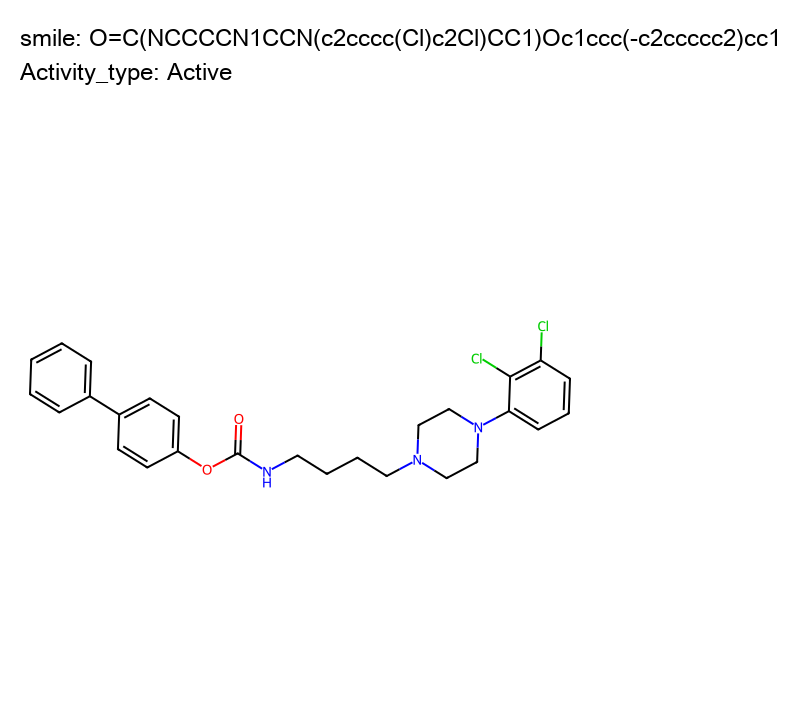 smile: O=C(NCCCCN1CCN(c2cccc(Cl)c2Cl)CC1)Oc1ccc(-c2ccccc2)cc1
Activity_type: Active
Cl
Cl
O
N
N
O
N
H